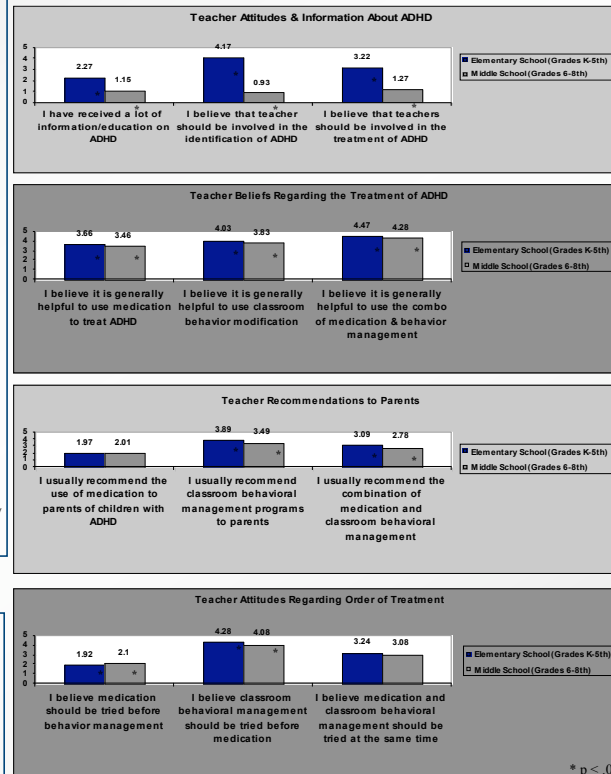 Teacher Attitudes & Information About ADHD
4.17
3.22
2.27
1.15
0.93
1.27
5
4
3
2
1
0
* * * * * *
I have received a lot of information/education on ADHD
I believe that teacher should be involved in the identification of ADHD
I believe that teachers should be involved in the treatment of ADHD
Elementary School (Grades K-5th)
Middle School (Grades 6-8th)
Teacher Beliefs Regarding the Treatment of ADHD
3.66
3.46
4.03
3.83
4.47
4.28
5
4
3
2
1
0
* * * * * *
I believe it is generally helpful to use medication to treat ADHD
I believe it is generally helpful to use classroom behavior modification
I believe it is generally helpful to use the combo of medication & behavior management
Elementary School (Grades K-5th)
Middle School (Grades 6-8th)
Teacher Recommendations to Parents
1.97
2.01
3.89
3.49
3.09
2.78
5
4
3
2
1
0
* * * *
I usually recommend the use of medication to parents of children with ADHD
I usually recommend classroom behavioral management programs to parents
I usually recommend the combination of medication and classroom behavioral management
Elementary School (Grades K-5th)
Middle School (Grades 6-8th)
Teacher Attitudes Regarding Order of Treatment
1.92
2.1
4.28
4.08
3.24
3.08
5
4
3
2
1
0
* * * *
I believe medication should be tried before behavior management
I believe classroom behavioral management should be tried before medication
I believe medication and classroom behavioral management should be tried at the same time
Elementary School (Grades K-5th)
Middle School (Grades 6-8th)
* p < .0